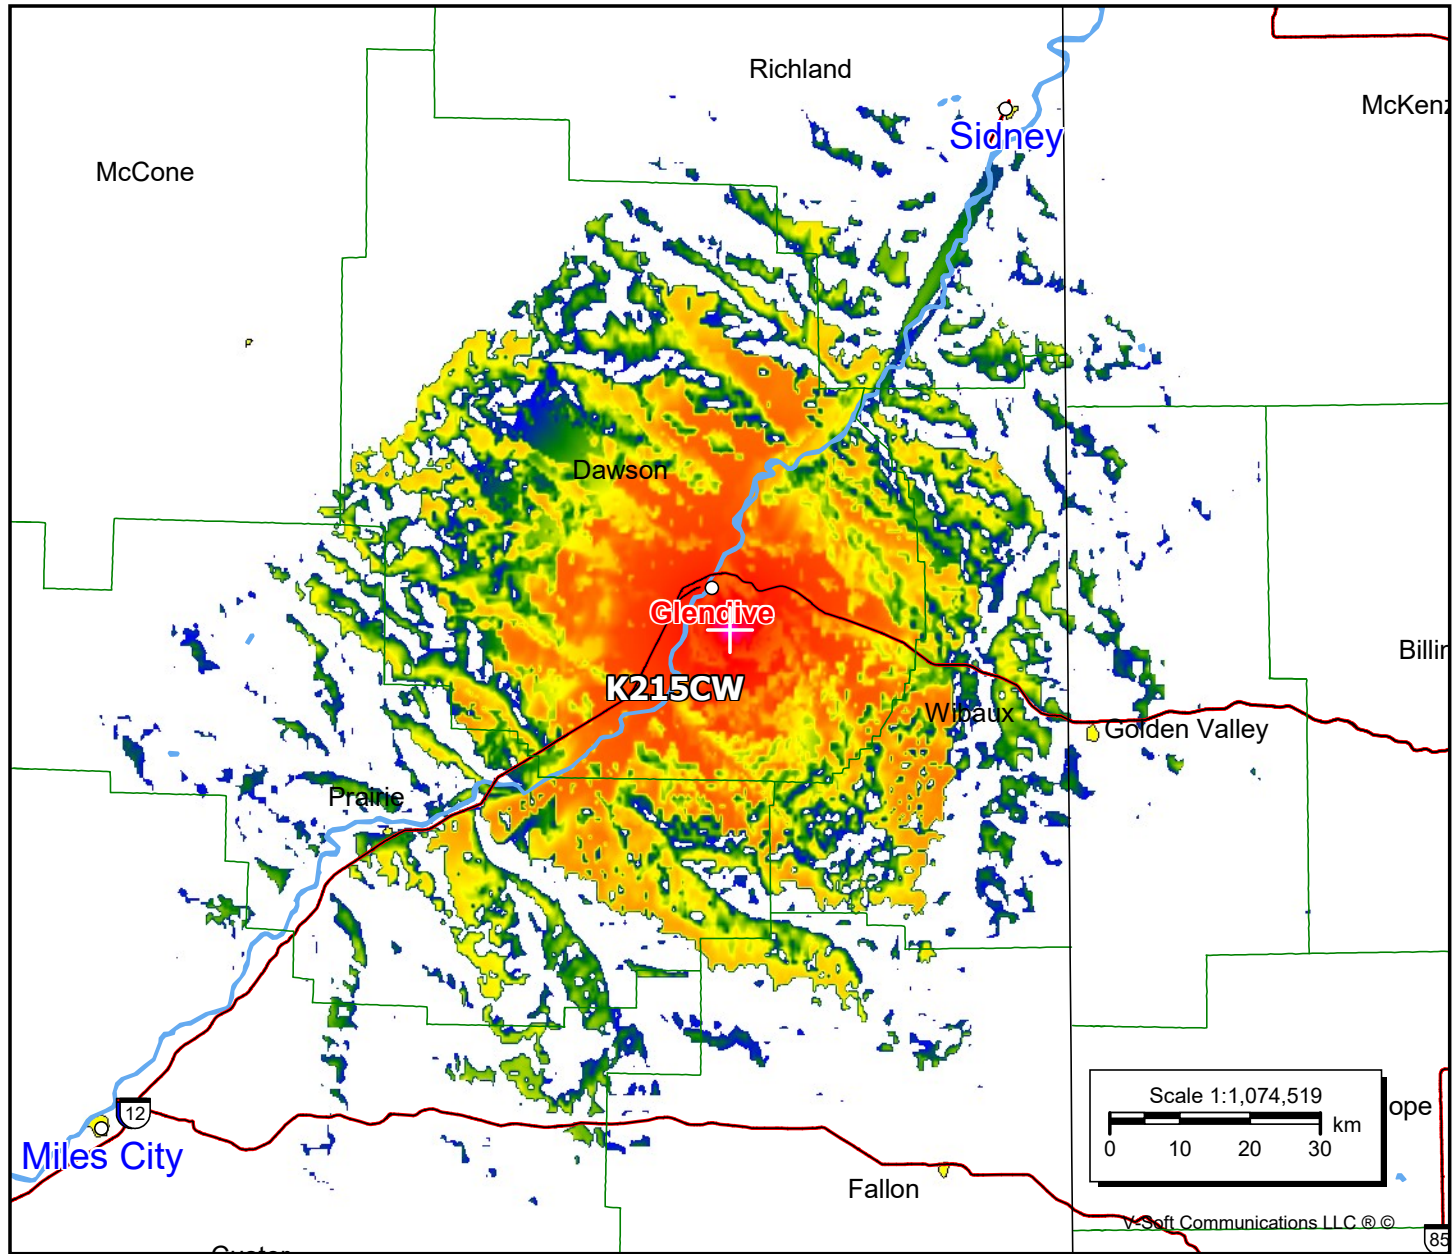 Richland
McKenz
Sidney
McCone
Dawson
Glendive
K215CW
Billin
Wibaux
Golden Valley
Prairie
Scale 1:1,074,519
km
0 10 20 30
ope
12
Miles City
Fallon
V-Soft Communications LLC ® ©
85
Custer